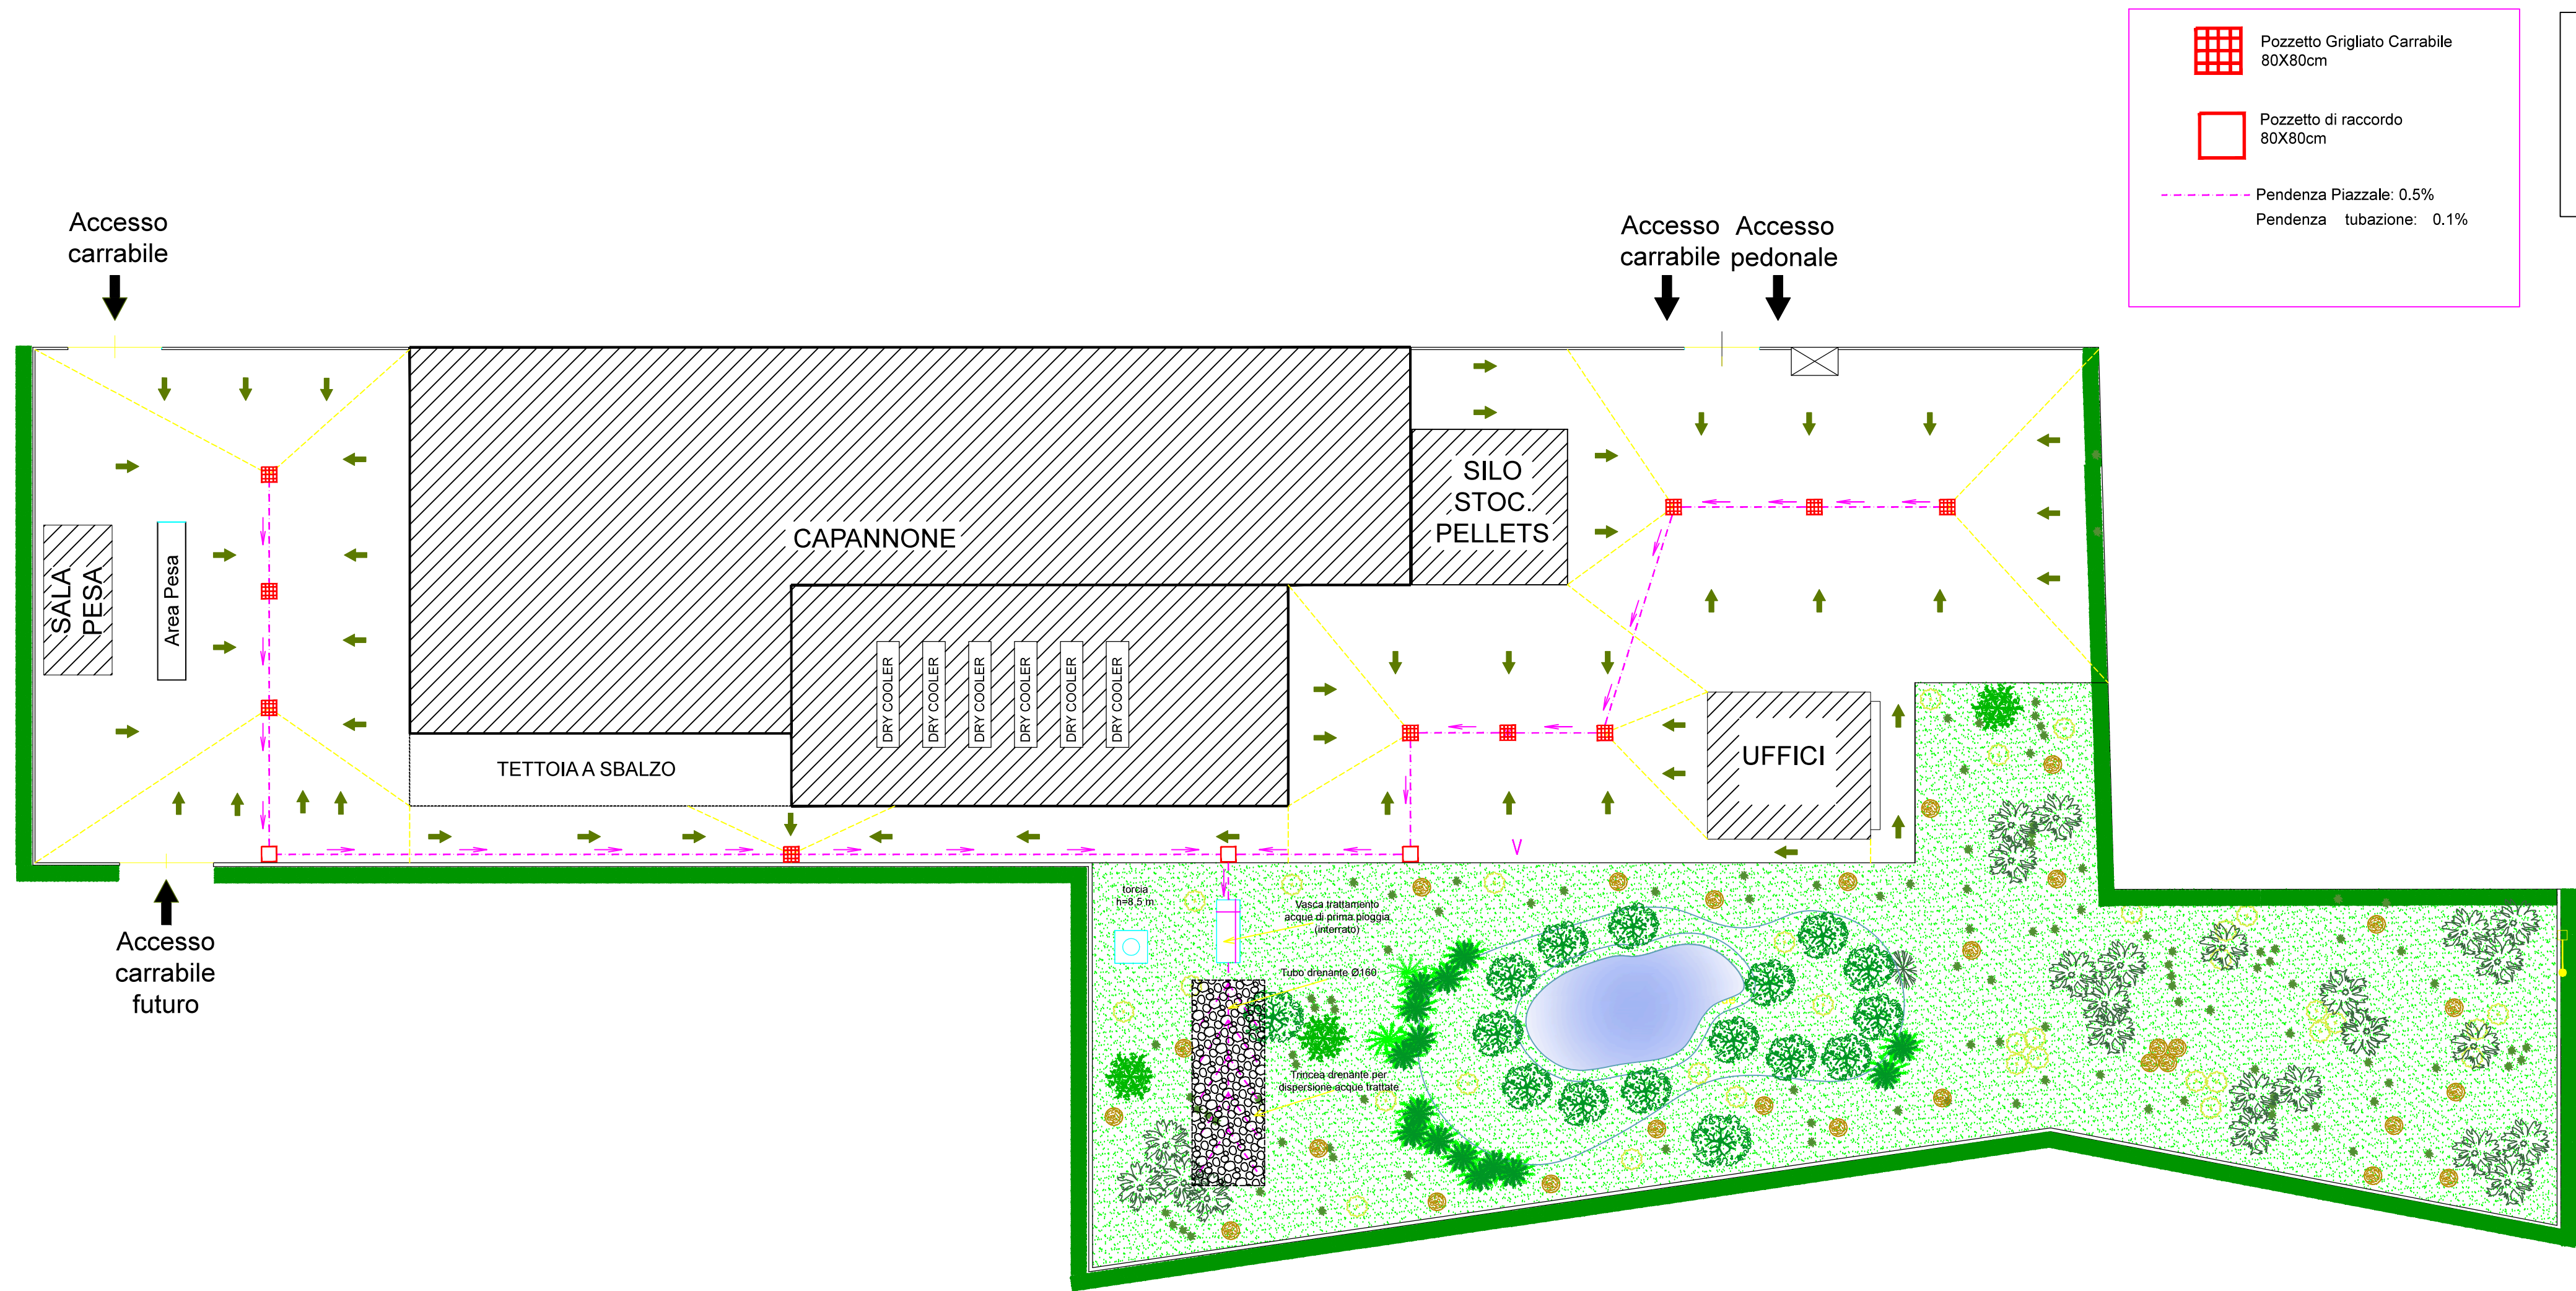 Pozzetto Grigliato Carrabile
80X80cm
Pozzetto di raccordo
80X80cm
Pendenza Piazzale: 0.5%
Pendenza tubazione: 0.1%
Accesso
carrabile
Accesso
carrabile
Accesso
pedonale
CAPANNONE
SILO
STOC.
PELLETS
SALA
PESA
Area Pesa
DRY COOLER
DRY COOLER
DRY COOLER
DRY COOLER
DRY COOLER
DRY COOLER
TETTOIA A SBALZO
UFFICI
torcia
h=8,5 m
Vasca trattamento
acque di prima pioggia
(interrato)
Tubo drenante Ø160
Trincea drenante per
dispersione acque trattate
Accesso
carrabile
futuro